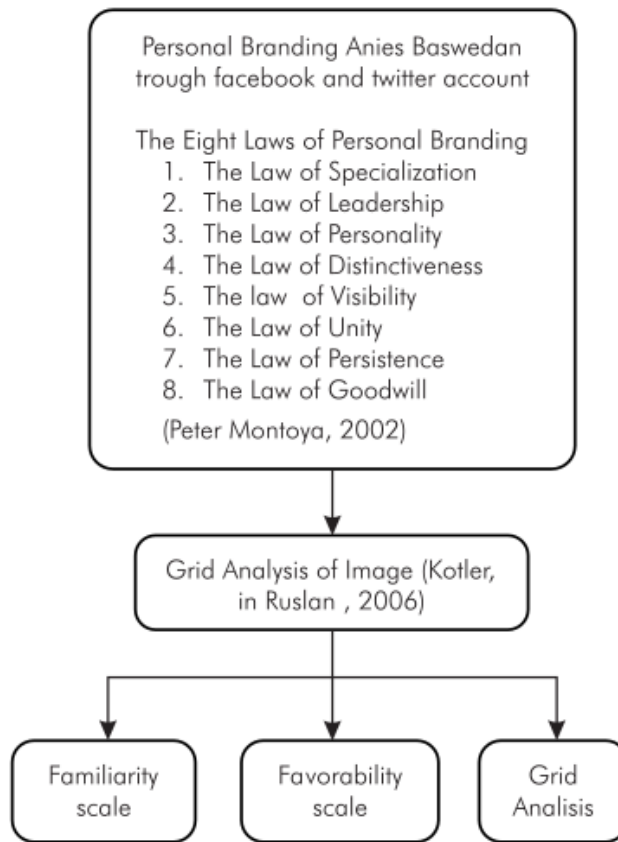 Personal Branding Anies Baswedan
trough facebook and twitter account
The Eight Laws of Personal Branding
1. The Law of Specialization
2. The Law of Leadership
3. The Law of Personality
4. The Law of Distinctiveness
5. The law of Visibility
6. The Law of Unity
7. The Law of Persistence
8. The Law of Goodwill
(Peter Montoya, 2002)
Grid Analysis of Image (Kotler,
in Ruslan , 2006)
Familiarity
scale
Favorability
scale
Grid
Analisis